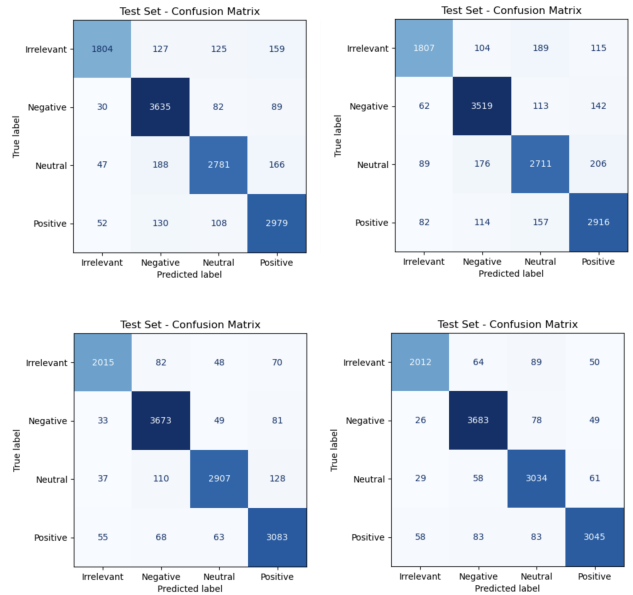 Test Set - Confusion Matrix
Irrelevant 1804 127 125 159
Negative 30 3635 82 89
Neutral 47 188 2781 166
Positive 52 130 108 2979
Irrelevant Negative Neutral Positive
Predicted label
True label
Test Set - Confusion Matrix
Irrelevant 1807 104 189 115
Negative 62 3519 113 142
Neutral 89 176 2711 206
Positive 82 114 157 2916
Irrelevant Negative Neutral Positive
Predicted label
True label
Test Set - Confusion Matrix
Irrelevant 2015 82 48 70
Negative 33 3673 49 81
Neutral 37 110 2907 128
Positive 55 68 63 3083
Irrelevant Negative Neutral Positive
Predicted label
True label
Test Set - Confusion Matrix
Irrelevant 2012 64 89 50
Negative 26 3683 78 49
Neutral 29 58 3034 61
Positive 58 83 83 3045
Irrelevant Negative Neutral Positive
Predicted label
True label